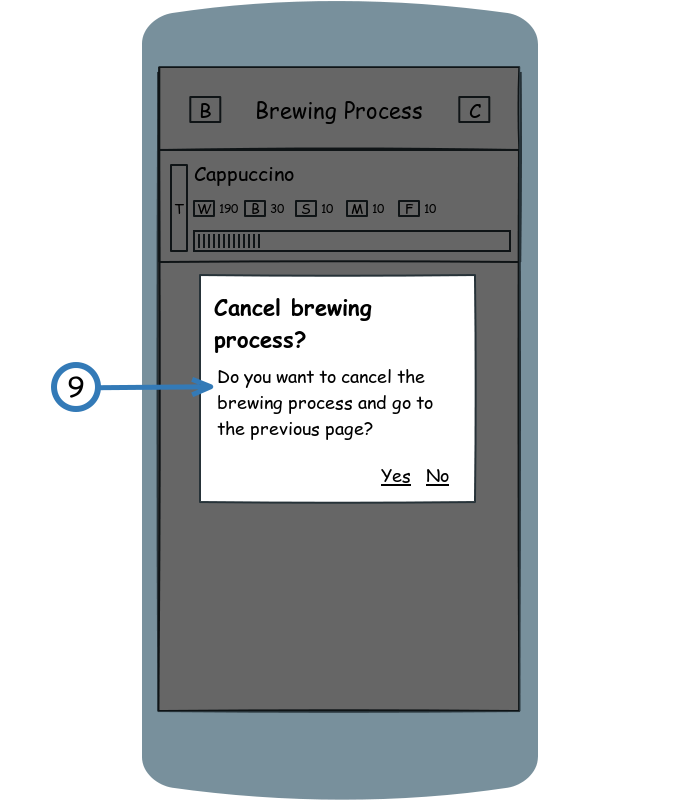 B Brewing Process C
Cappuccino
T W 190 B 30 S 10 M 10 F 10
Cancel brewing
process?
9
Do you want to cancel the
brewing process and go to
the previous page?
Yes No